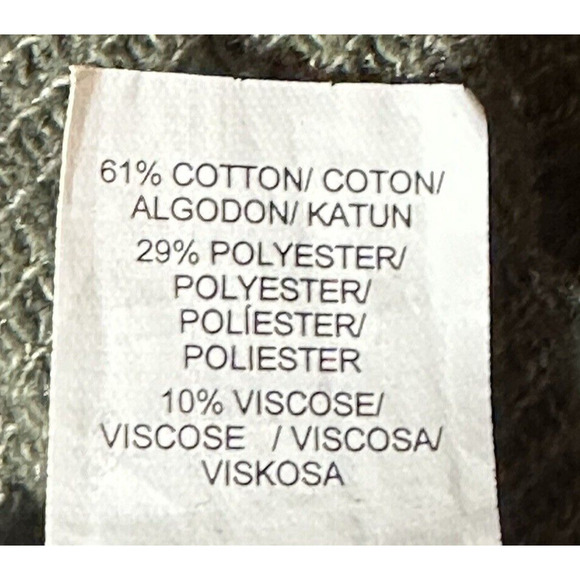 61% COTTON/ COTON/
ALGODON/ KATUN
29% POLYESTER/
POLYESTER/
POLÍESTER/
POLIESTER
10% VISCOSE/
VISCOSE / VISCOSA/
VISKOSA